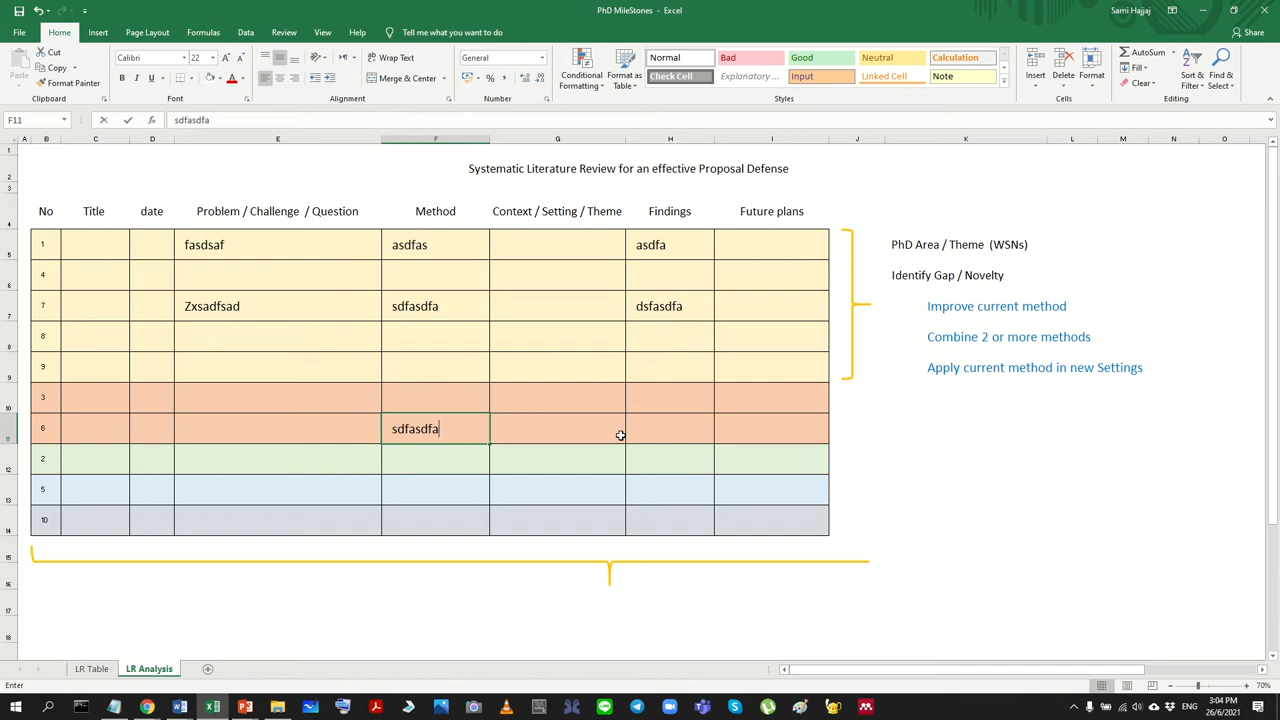 PhD MileStones - Excel
Sami Hajjaj
File Home Insert Page Layout Formulas Data Review View Help Tell me what you want to do Share
Cut
Copy
Format Painter
Paste
Clipboard
Calibri 22
Font
Wrap Text
Merge & Center
Alignment
General
Number
Conditional Formatting
Format as Table
Normal Bad Good Neutral Calculation
Check Cell Explanatory ... Input Linked Cell Note
Styles
Insert Delete Format
Cells
AutoSum
Fill
Clear
Sort & Filter
Find & Select
Editing
F11 sdfasdfa
A B C D E F G H I J K L M N O
Systematic Literature Review for an effective Proposal Defense
No Title date Problem / Challenge / Question Method Context / Setting / Theme Findings Future plans
1 fasdsaf asdfas asdfa PhD Area / Theme (WSNs)
4 Identify Gap / Novelty
7 Zxsadfsad sdfasdfa dsfasdfa Improve current method
8 Combine 2 or more methods
9 Apply current method in new Settings
3
6 sdfasdfa
2
5
10
LR Table LR Analysis
Enter 70%
3:04 PM
ENG
26/6/2021